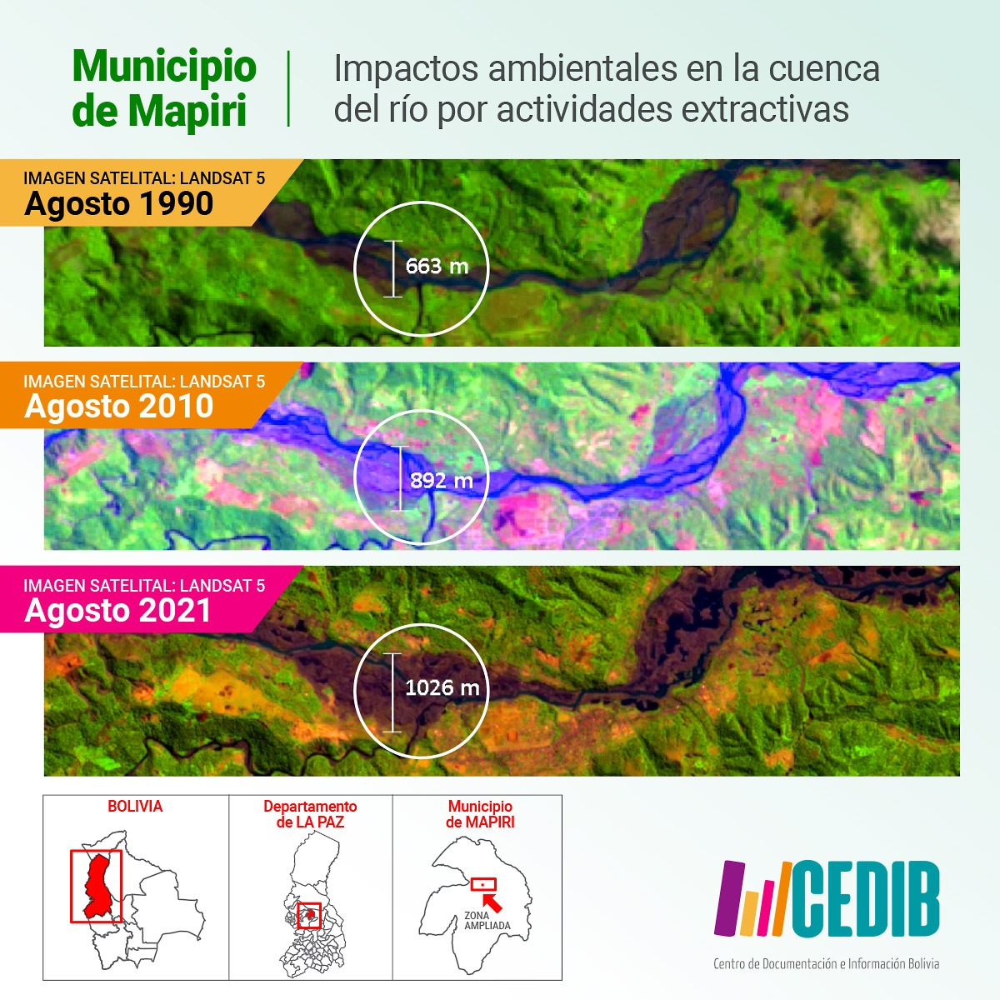 Municipio
de Mapiri
Impactos ambientales en la cuenca
del río por actividades extractivas
IMAGEN SATELITAL: LANDSAT 5
Agosto 1990
663 m
IMAGEN SATELITAL: LANDSAT 5
Agosto 2010
892 m
IMAGEN SATELITAL: LANDSAT 5
Agosto 2021
1026 m
BOLIVIA
Departamento
de LA PAZ
Municipio
de MAPIRI
ZONA
AMPLIADA
CEDIB
Centro de Documentación e Información Bolivia